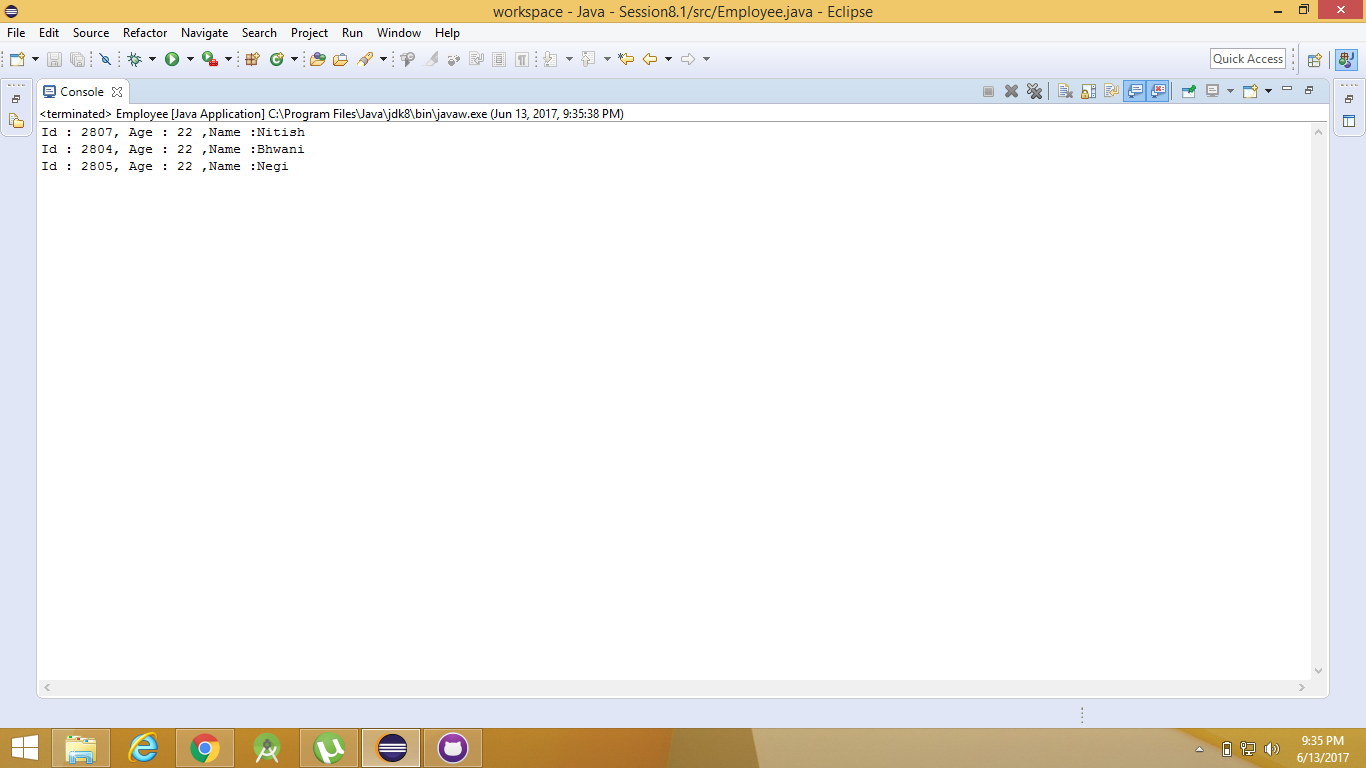 workspace - Java - Session8.1/src/Employee.java - Eclipse
File Edit Source Refactor Navigate Search Project Run Window Help
Quick Access
Console
<terminated> Employee [Java Application] C:\Program Files\Java\jdk8\bin\javaw.exe (Jun 13, 2017, 9:35:38 PM)
Id : 2807, Age : 22 ,Name :Nitish
Id : 2804, Age : 22 ,Name :Bhwani
Id : 2805, Age : 22 ,Name :Negi
9:35 PM
6/13/2017